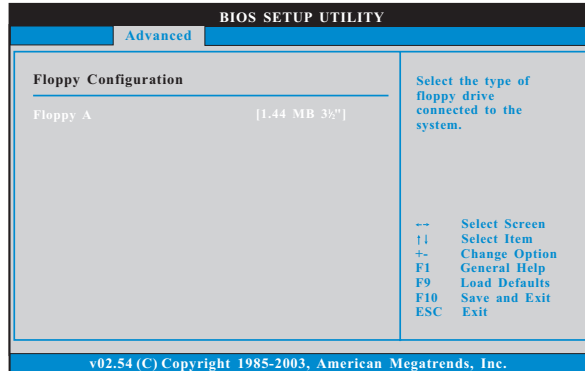 BIOS SETUP UTILITY
Advanced
Floppy Configuration
Floppy A [1.44 MB 3½"]
Select the type of
floppy drive
connected to the
system.
←→ Select Screen
↑↓ Select Item
+- Change Option
F1 General Help
F9 Load Defaults
F10 Save and Exit
ESC Exit
v02.54 (C) Copyright 1985-2003, American Megatrends, Inc.